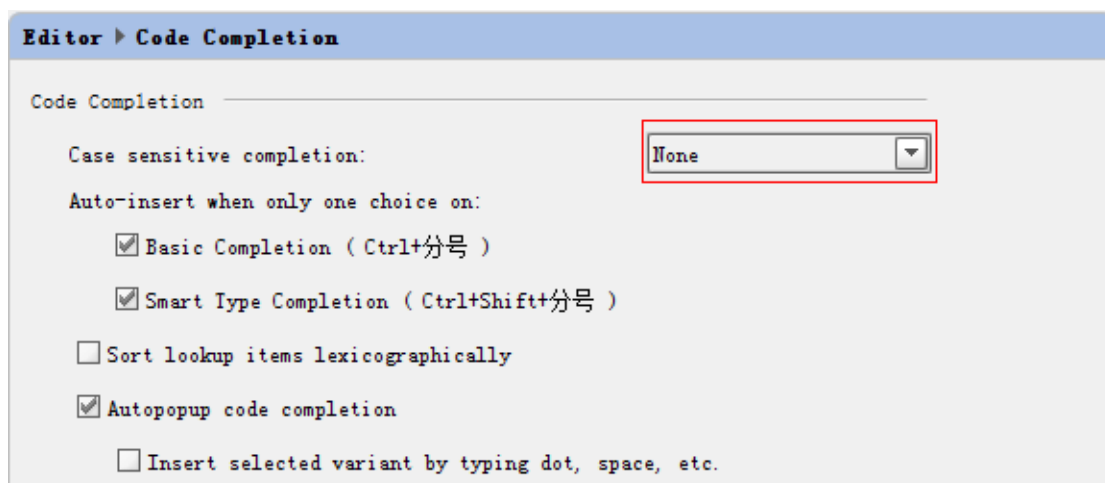 Editor ▸ Code Completion
Code Completion
Case sensitive completion: None
Auto-insert when only one choice on:
Basic Completion ( Ctrl+分号 )
Smart Type Completion ( Ctrl+Shift+分号 )
Sort lookup items lexicographically
Autopopup code completion
Insert selected variant by typing dot, space, etc.